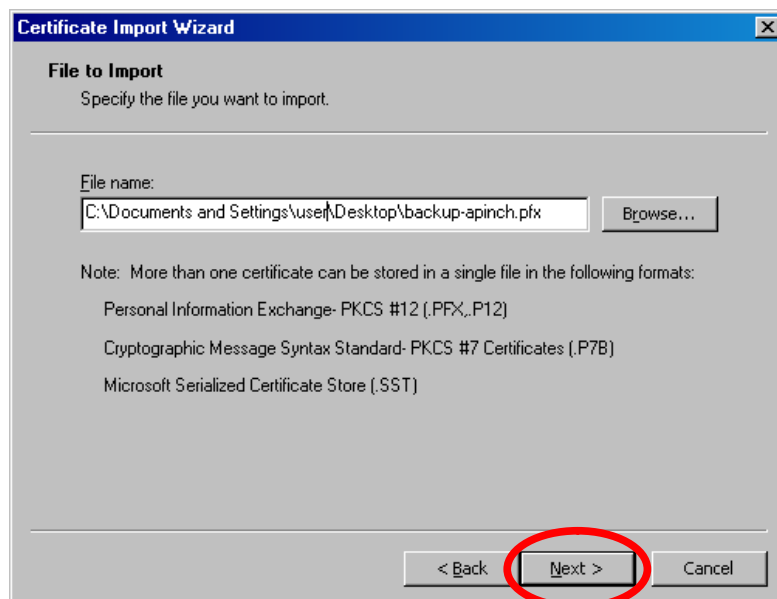 Certificate Import Wizard
File to Import
Specify the file you want to import.
File name:
C:\Documents and Settings\user\Desktop\backup-apinch.pfx
Browse...
Note:  More than one certificate can be stored in a single file in the following formats:
Personal Information Exchange- PKCS #12 (.PFX,.P12)
Cryptographic Message Syntax Standard- PKCS #7 Certificates (.P7B)
Microsoft Serialized Certificate Store (.SST)
< Back
Next >
Cancel